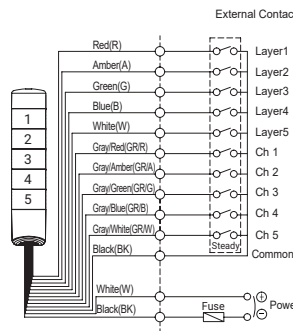 External Contac
Red(R)
Layer1
Amber(A)
Layer2
Green(G)
Layer3
Blue(B)
Layer4
White(W)
Layer5
Gray/Red(GR/R)
Ch 1
Gray/Amber(GR/A)
Ch 2
Gray/Green(GR/G)
Ch 3
Gray/Blue(GR/B)
Ch 4
Gray/White(GR/W)
Ch 5
Steady
Black(BK)
Common
1
2
3
4
5
White(W)
Fuse
Powe
Black(BK)